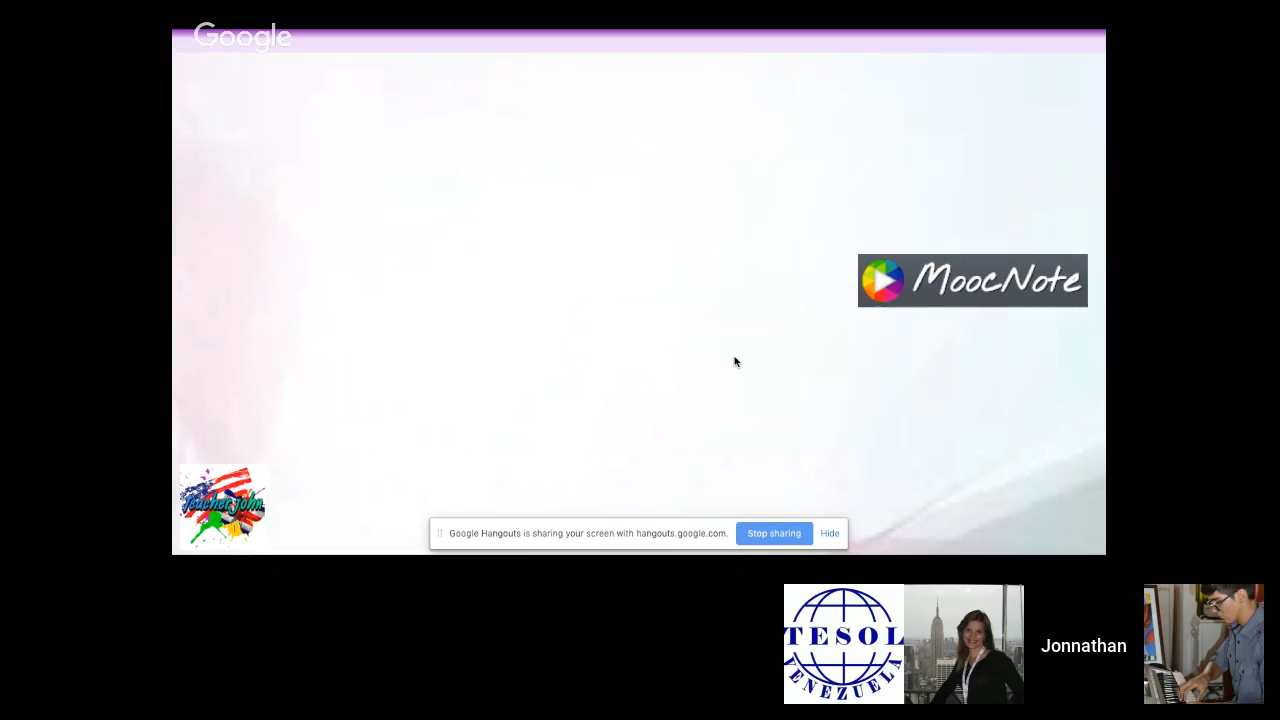 Google
MoocNote
Teacher John
Google Hangouts is sharing your screen with hangouts.google.com. Stop sharing Hide
TESOL
VENEZUELA
Jonnathan